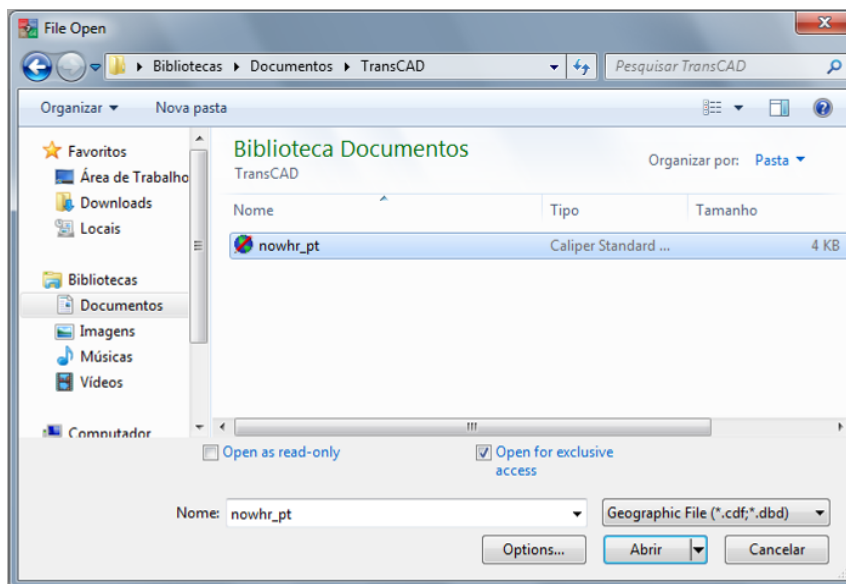 File Open
Bibliotecas Documentos TransCAD
Pesquisar TransCAD
Organizar Nova pasta
Favoritos
Área de Trabalho
Downloads
Locais
Bibliotecas
Documentos
Imagens
Músicas
Vídeos
Computador
Biblioteca Documentos
TransCAD
Organizar por: Pasta
Nome Tipo Tamanho
nowhr_pt Caliper Standard ... 4 KB
Open as read-only
Open for exclusive
access
Nome: nowhr_pt
Geographic File (*.cdf;*.dbd)
Options... Abrir Cancelar